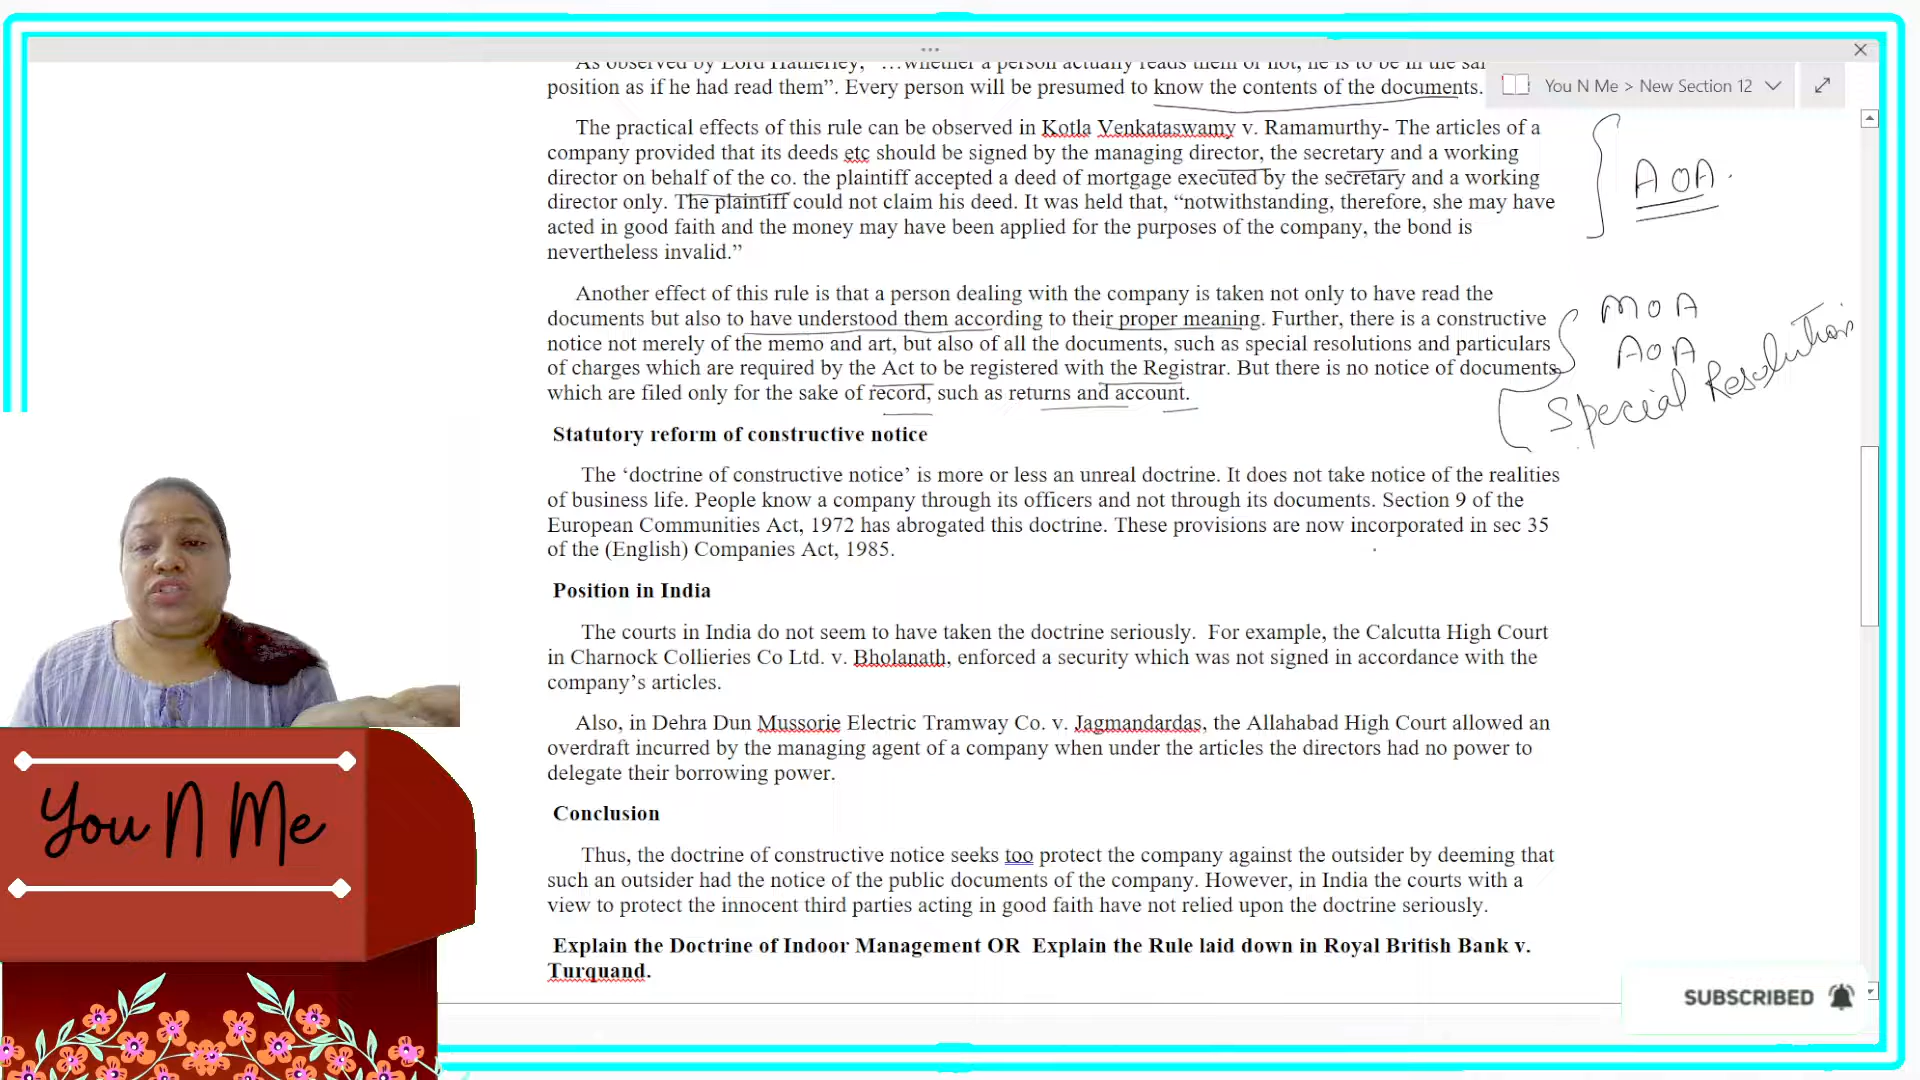 As observed by Lord Hatherley, “…whether a person actually reads them or not, he is to be in the sa
position as if he had read them”. Every person will be presumed to know the contents of the documents.
You N Me > New Section 12
The practical effects of this rule can be observed in Kotla Venkataswamy v. Ramamurthy- The articles of a
company provided that its deeds etc should be signed by the managing director, the secretary and a working
director on behalf of the co. the plaintiff accepted a deed of mortgage executed by the secretary and a working
director only. The plaintiff could not claim his deed. It was held that, “notwithstanding, therefore, she may have
acted in good faith and the money may have been applied for the purposes of the company, the bond is
nevertheless invalid.”
AOA.
Another effect of this rule is that a person dealing with the company is taken not only to have read the
documents but also to have understood them according to their proper meaning. Further, there is a constructive
notice not merely of the memo and art, but also of all the documents, such as special resolutions and particulars
of charges which are required by the Act to be registered with the Registrar. But there is no notice of documents
which are filed only for the sake of record, such as returns and account.
MOA
AOA
Special Resolution
Statutory reform of constructive notice
The ‘doctrine of constructive notice’ is more or less an unreal doctrine. It does not take notice of the realities
of business life. People know a company through its officers and not through its documents. Section 9 of the
European Communities Act, 1972 has abrogated this doctrine. These provisions are now incorporated in sec 35
of the (English) Companies Act, 1985.
Position in India
The courts in India do not seem to have taken the doctrine seriously. For example, the Calcutta High Court
in Charnock Collieries Co Ltd. v. Bholanath, enforced a security which was not signed in accordance with the
company’s articles.
Also, in Dehra Dun Mussorie Electric Tramway Co. v. Jagmandardas, the Allahabad High Court allowed an
overdraft incurred by the managing agent of a company when under the articles the directors had no power to
delegate their borrowing power.
Conclusion
Thus, the doctrine of constructive notice seeks too protect the company against the outsider by deeming that
such an outsider had the notice of the public documents of the company. However, in India the courts with a
view to protect the innocent third parties acting in good faith have not relied upon the doctrine seriously.
Explain the Doctrine of Indoor Management OR Explain the Rule laid down in Royal British Bank v.
Turquand.
You N Me
SUBSCRIBED